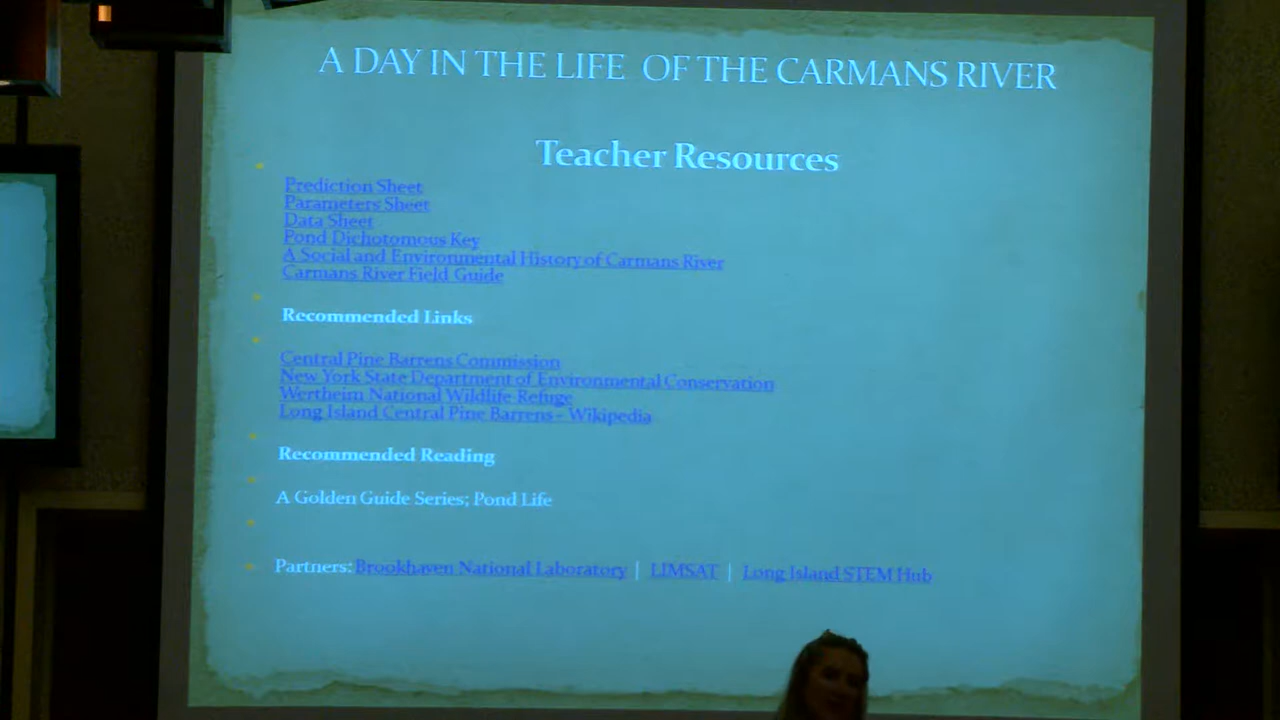 A DAY IN THE LIFE OF THE CARMANS RIVER
Teacher Resources
Prediction Sheet
Parameters Sheet
Data Sheet
Pond Dichotomous Key
A Social and Environmental History of Carmans River
Carmans River Field Guide
Recommended Links
Central Pine Barrens Commission
New York State Department of Environmental Conservation
Wertheim National Wildlife Refuge
Long Island Central Pine Barrens - Wikipedia
Recommended Reading
A Golden Guide Series; Pond Life
Partners: Brookhaven National Laboratory | LIMSAT | Long Island STEM Hub